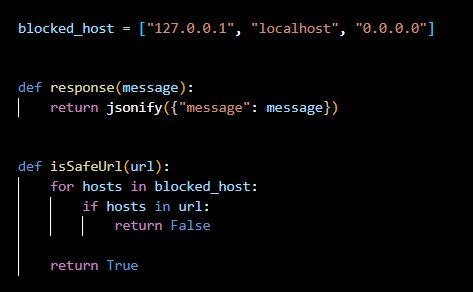 blocked_host = ["127.0.0.1", "localhost", "0.0.0.0"]
def response(message):
    return jsonify({"message": message})
def isSafeUrl(url):
    for hosts in blocked_host:
        if hosts in url:
            return False
    return True